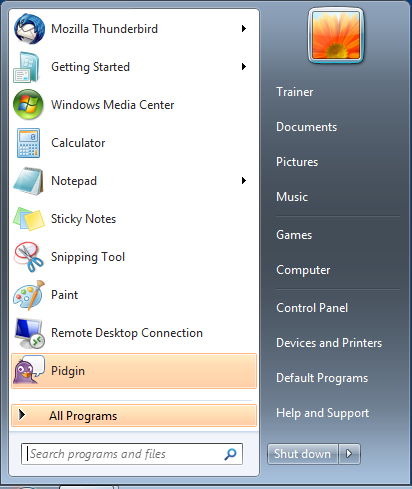 Mozilla Thunderbird
Getting Started
Windows Media Center
Calculator
Notepad
Sticky Notes
Snipping Tool
Paint
Remote Desktop Connection
Pidgin
All Programs
Search programs and files
Trainer
Documents
Pictures
Music
Games
Computer
Control Panel
Devices and Printers
Default Programs
Help and Support
Shut down